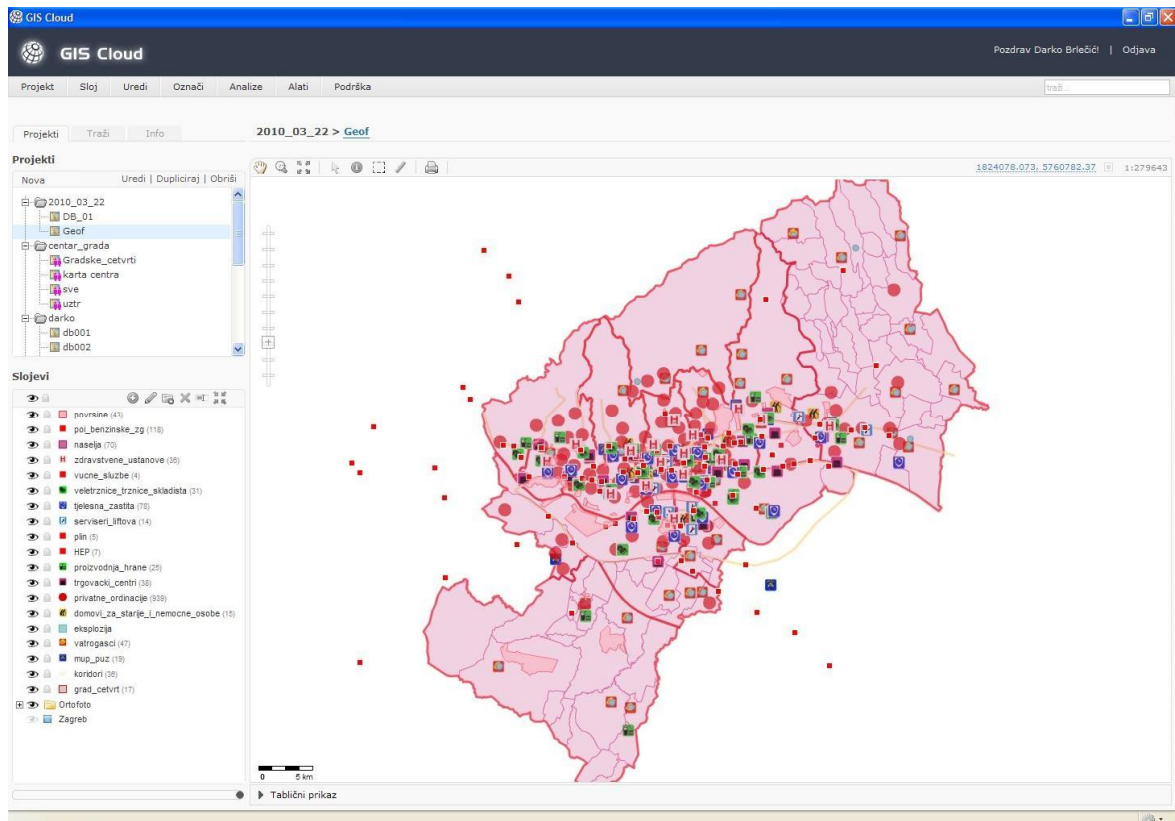 GIS Cloud
GIS Cloud
Pozdrav Darko Brlečić! | Odjava
Projekt Sloj Uredi Označi Analize Alati Podrška
traži...
Projekti Traži Info
2010_03_22 > Geof
Projekti
Nova Uredi | Dupliciraj | Obriši
1824078.073, 5760782.37 1:279643
2010_03_22
DB_01
Geof
centar_grada
Gradske_cetvrti
karta centra
sve
uztr
darko
db001
db002
Slojevi
povrsine (43)
poi_benzinske_zg (118)
naselja (70)
zdravstvene_ustanove (36)
vucne_sluzbe (4)
veletrznice_trznice_skladista (31)
tjelesna_zastita (78)
serviseri_liftova (14)
plin (5)
HEP (7)
proizvodnja_hrane (25)
trgovacki_centri (38)
privatne_ordinacije (939)
domovi_za_starije_i_nemocne_osobe (15)
eksplozija
vatrogasci (47)
mup_puz (19)
koridori (36)
grad_cetvrt (17)
Ortofoto
Zagreb
0 5 km
Tablični prikaz